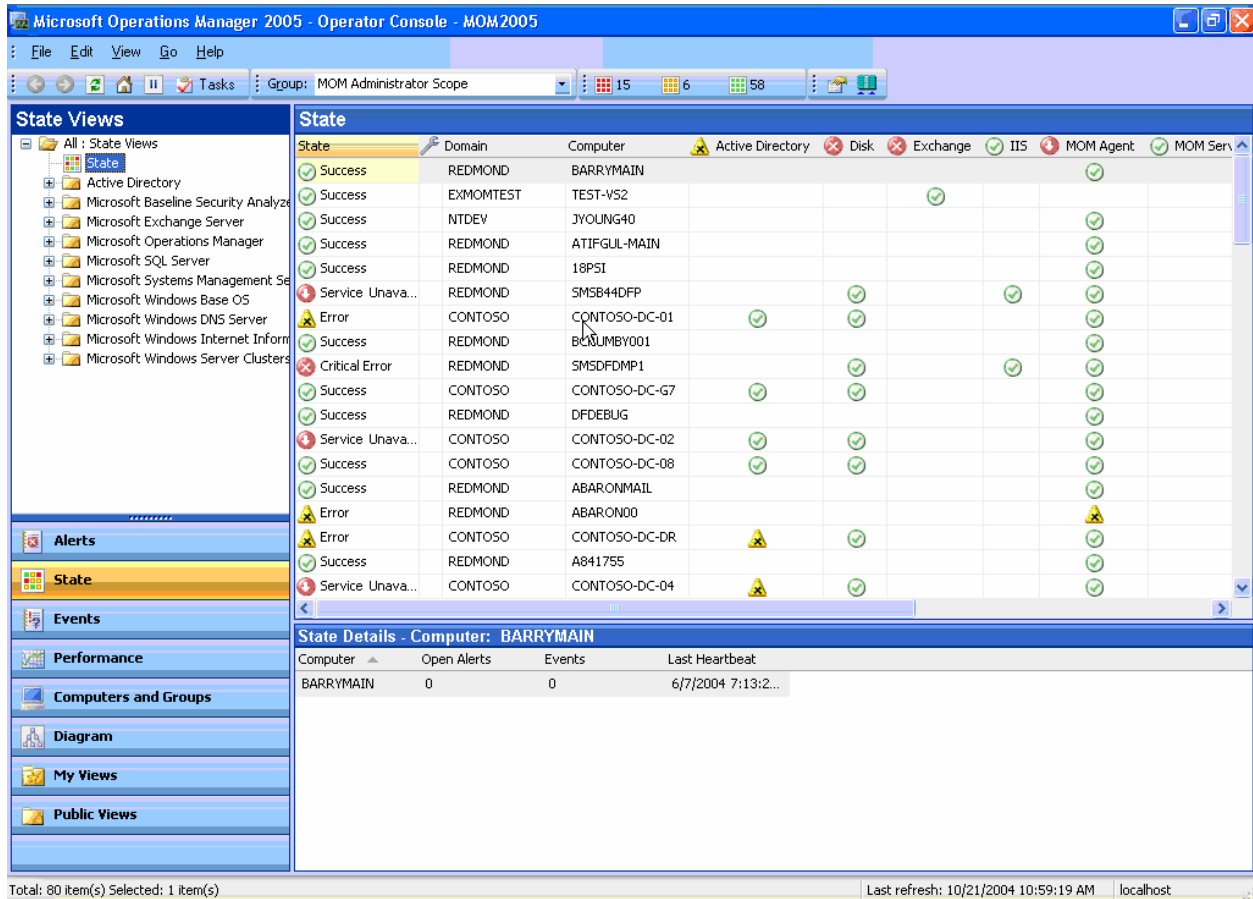 Microsoft Operations Manager 2005 - Operator Console - MOM2005
File Edit View Go Help
Tasks Group: MOM Administrator Scope 15 6 58
State Views
All : State Views
State
Active Directory
Microsoft Baseline Security Analyze
Microsoft Exchange Server
Microsoft Operations Manager
Microsoft SQL Server
Microsoft Systems Management Se
Microsoft Windows Base OS
Microsoft Windows DNS Server
Microsoft Windows Internet Inform
Microsoft Windows Server Clusters
Alerts
State
Events
Performance
Computers and Groups
Diagram
My Views
Public Views
State
State Domain Computer Active Directory Disk Exchange IIS MOM Agent MOM Serv
Success REDMOND BARRYMAIN
Success EXMOMTEST TEST-VS2
Success NTDEV JYOUNG40
Success REDMOND ATIFGUL-MAIN
Success REDMOND 18PSI
Service Unava... REDMOND SMSB44DFP
Error CONTOSO CONTOSO-DC-01
Success REDMOND
Critical Error REDMOND SMSDFDMP1
Success CONTOSO CONTOSO-DC-G7
Success REDMOND DFDEBUG
Service Unava... CONTOSO CONTOSO-DC-02
Success CONTOSO CONTOSO-DC-08
Success REDMOND ABARONMAIL
Error REDMOND ABARON00
Error CONTOSO CONTOSO-DC-DR
Success REDMOND A841755
Service Unava... CONTOSO CONTOSO-DC-04
State Details - Computer: BARRYMAIN
Computer Open Alerts Events Last Heartbeat
BARRYMAIN 0 0 6/7/2004 7:13:2...
Total: 80 item(s) Selected: 1 item(s) Last refresh: 10/21/2004 10:59:19 AM localhost